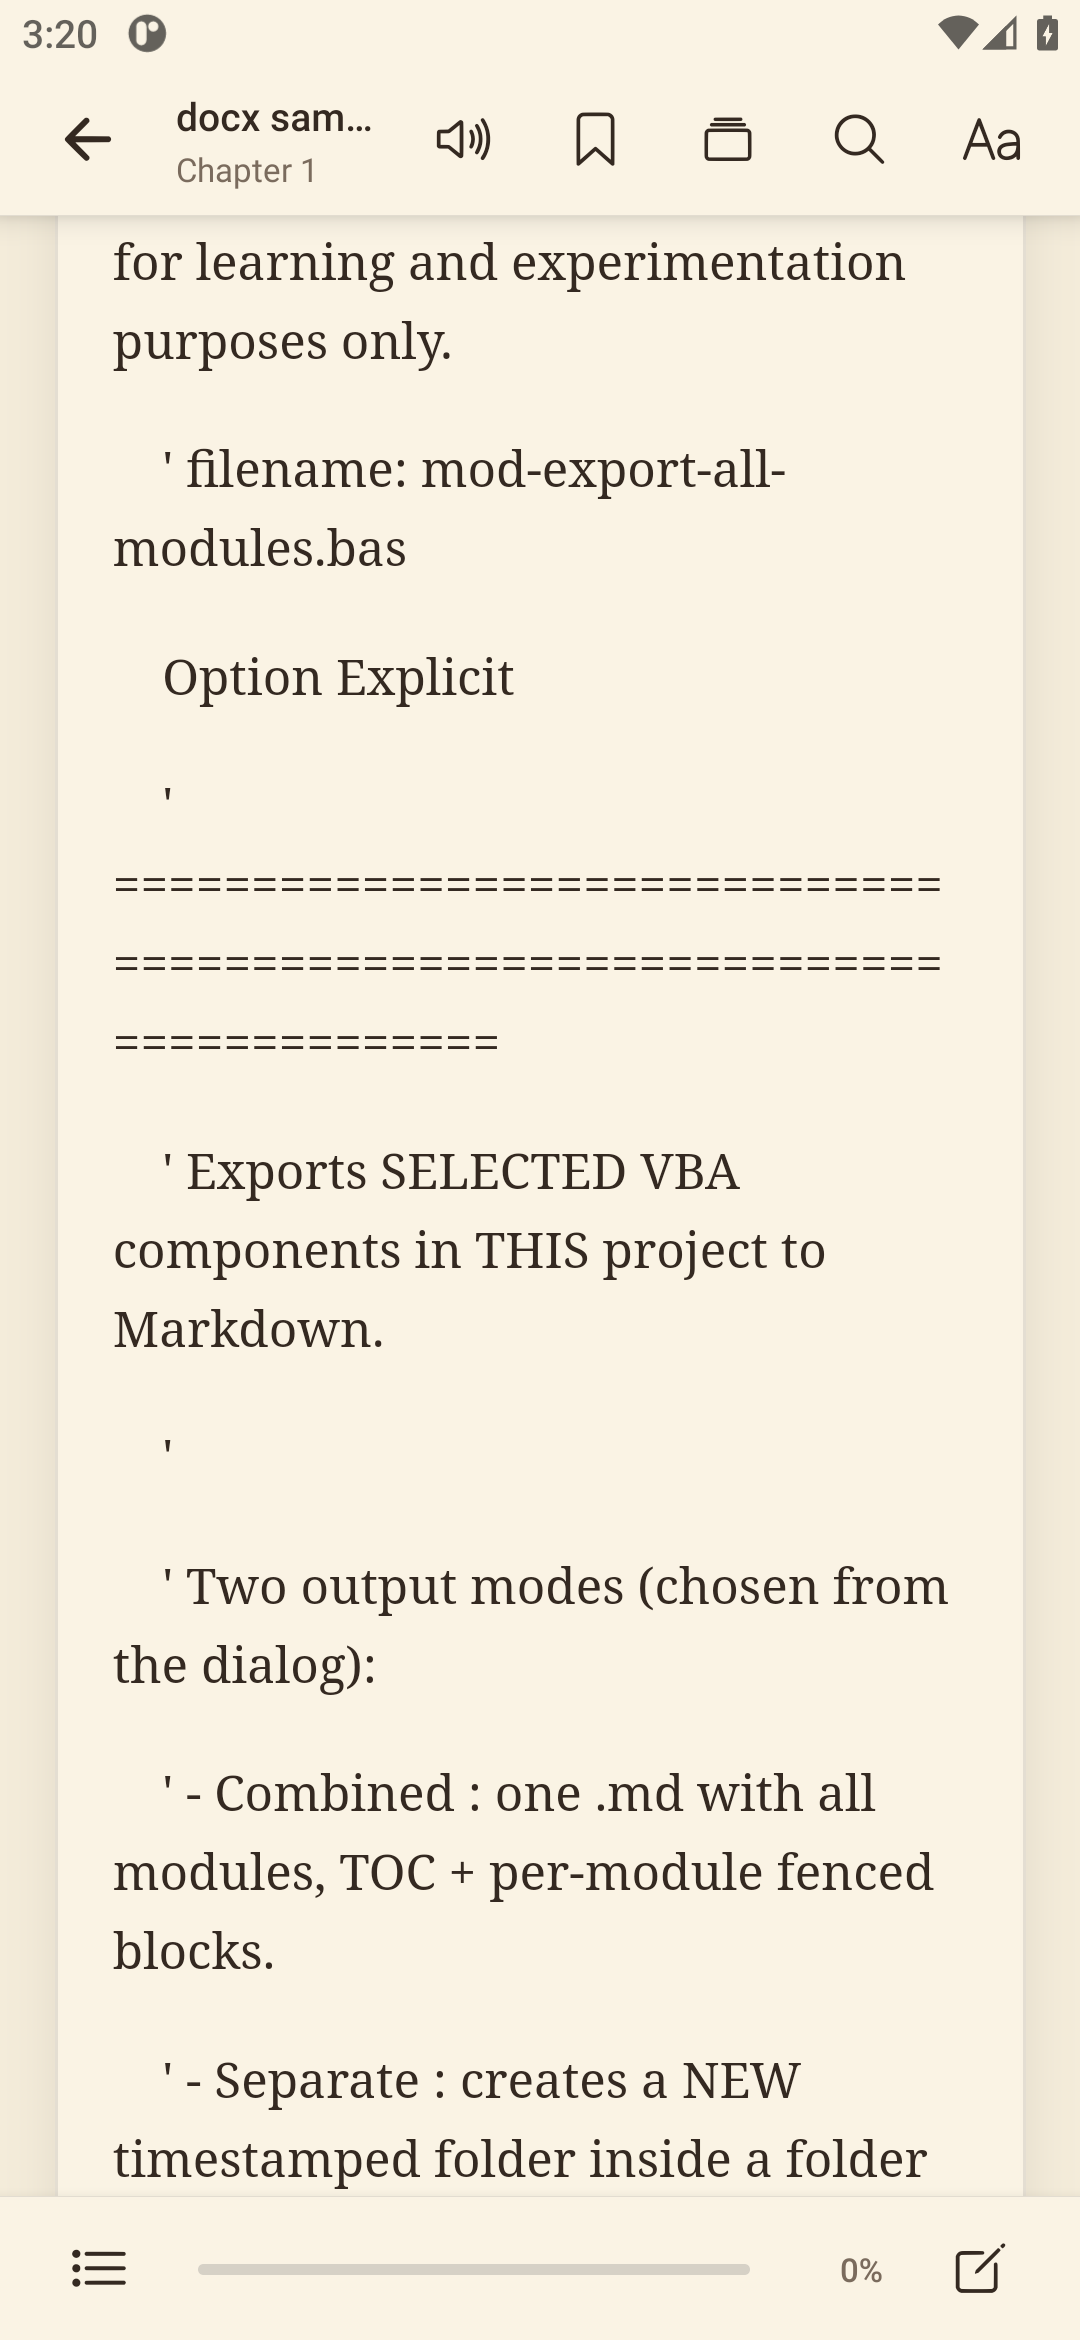 3:20
docx sam...
Chapter 1
Aa
for learning and experimentation
purposes only.
' filename: mod-export-all-
modules.bas
Option Explicit
'
==============================
==============================
==============
' Exports SELECTED VBA
components in THIS project to
Markdown.
'
' Two output modes (chosen from
the dialog):
' - Combined : one .md with all
modules, TOC + per-module fenced
blocks.
' - Separate : creates a NEW
timestamped folder inside a folder
0%